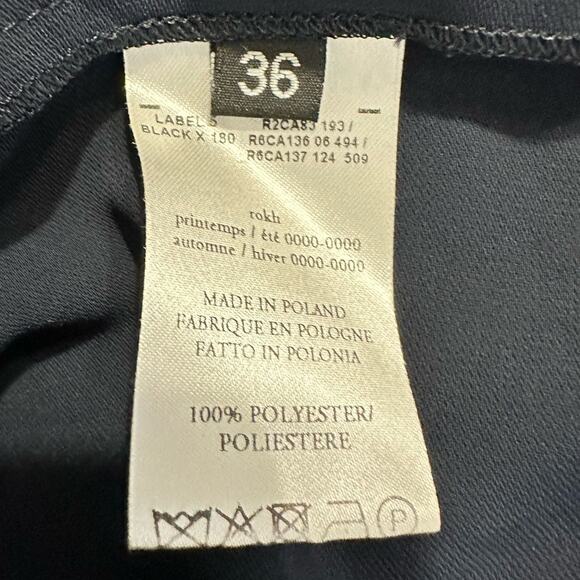 36
LABEL 5 R2CA83 193 /
BLACK X 180 R6CA136 06 494 /
R6CA137 124 509
rokh
printemps / été 0000-0000
automne / hiver 0000-0000
MADE IN POLAND
FABRIQUE EN POLOGNE
FATTO IN POLONIA
100% POLYESTER/
POLIESTERE
P